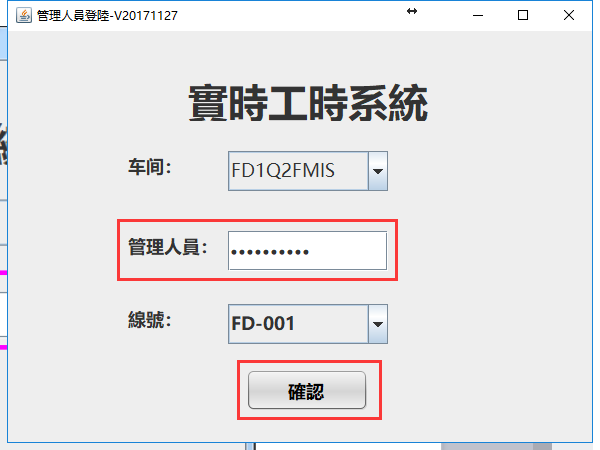 管理人員登陸-V20171127
實時工時系統
车间：
FD1Q2FMIS
管理人員：
••••••••••
線號：
FD-001
確認